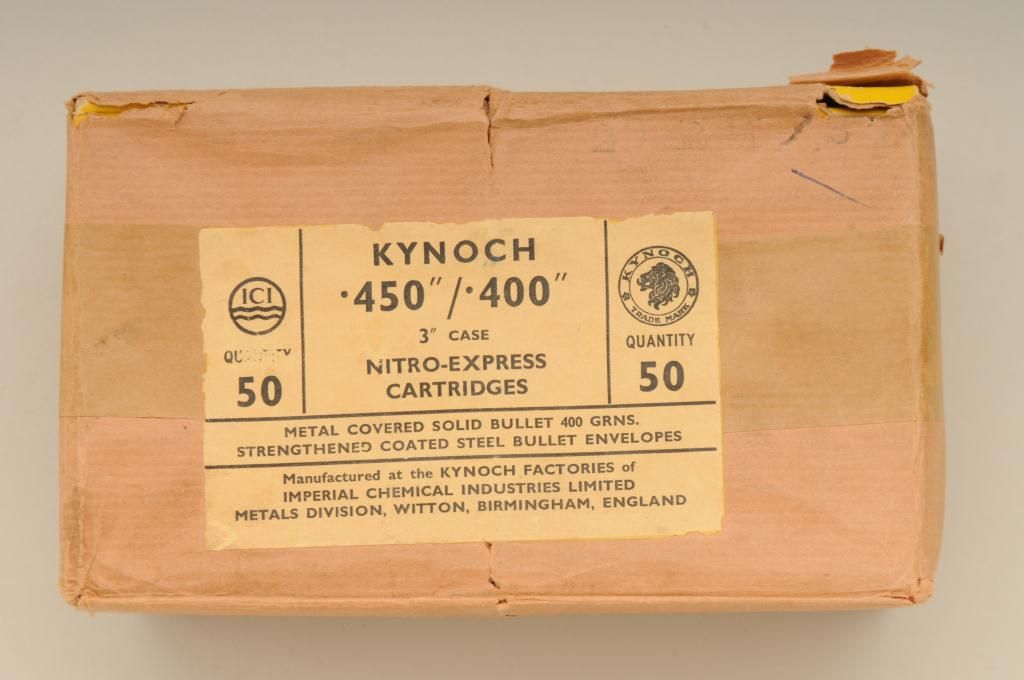 KYNOCH
·450"/·400"
3" CASE
NITRO-EXPRESS
CARTRIDGES
ICI
QUANTITY
50
KYNOCH
TRADE MARK
QUANTITY
50
METAL COVERED SOLID BULLET 400 GRNS.
STRENGTHENED COATED STEEL BULLET ENVELOPES
Manufactured at the KYNOCH FACTORIES of
IMPERIAL CHEMICAL INDUSTRIES LIMITED
METALS DIVISION, WITTON, BIRMINGHAM, ENGLAND